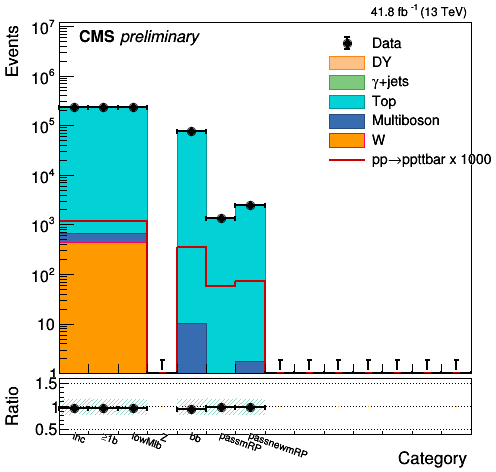 41.8 fb⁻¹ (13 TeV)
CMS preliminary
Events
10⁷
10⁶
10⁵
10⁴
10³
10²
10
1
Data
DY
γ+jets
Top
Multiboson
W
pp→ppttbar x 1000
Ratio
1.5
1
0.5
inc
≥1b
lowMlb
Z
bb
passmRP
passnewmRP
Category